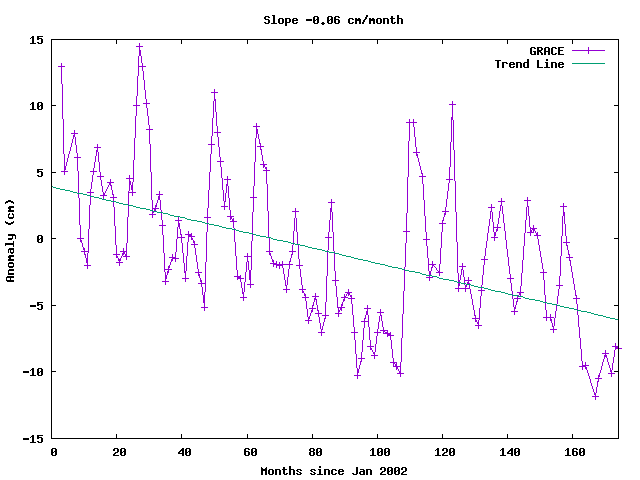 Slope -0.06 cm/month
GRACE
Trend Line
Anomaly (cm)
15
10
5
0
-5
-10
-15
0 20 40 60 80 100 120 140 160
Months since Jan 2002